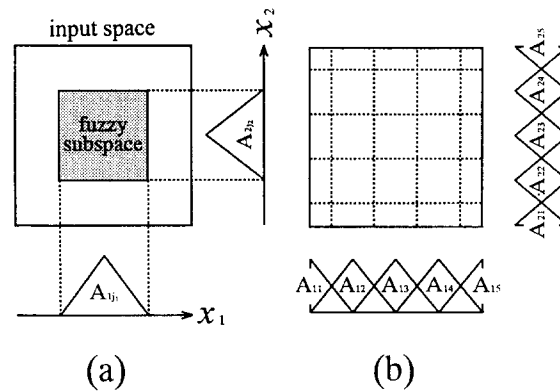 input space
x₂
fuzzy
subspace
A₂ⱼ₂
A₁ⱼ₁
x₁
(a)
A₂₅
A₂₄
A₂₃
A₂₂
A₂₁
A₁₁ A₁₂ A₁₃ A₁₄ A₁₅
(b)